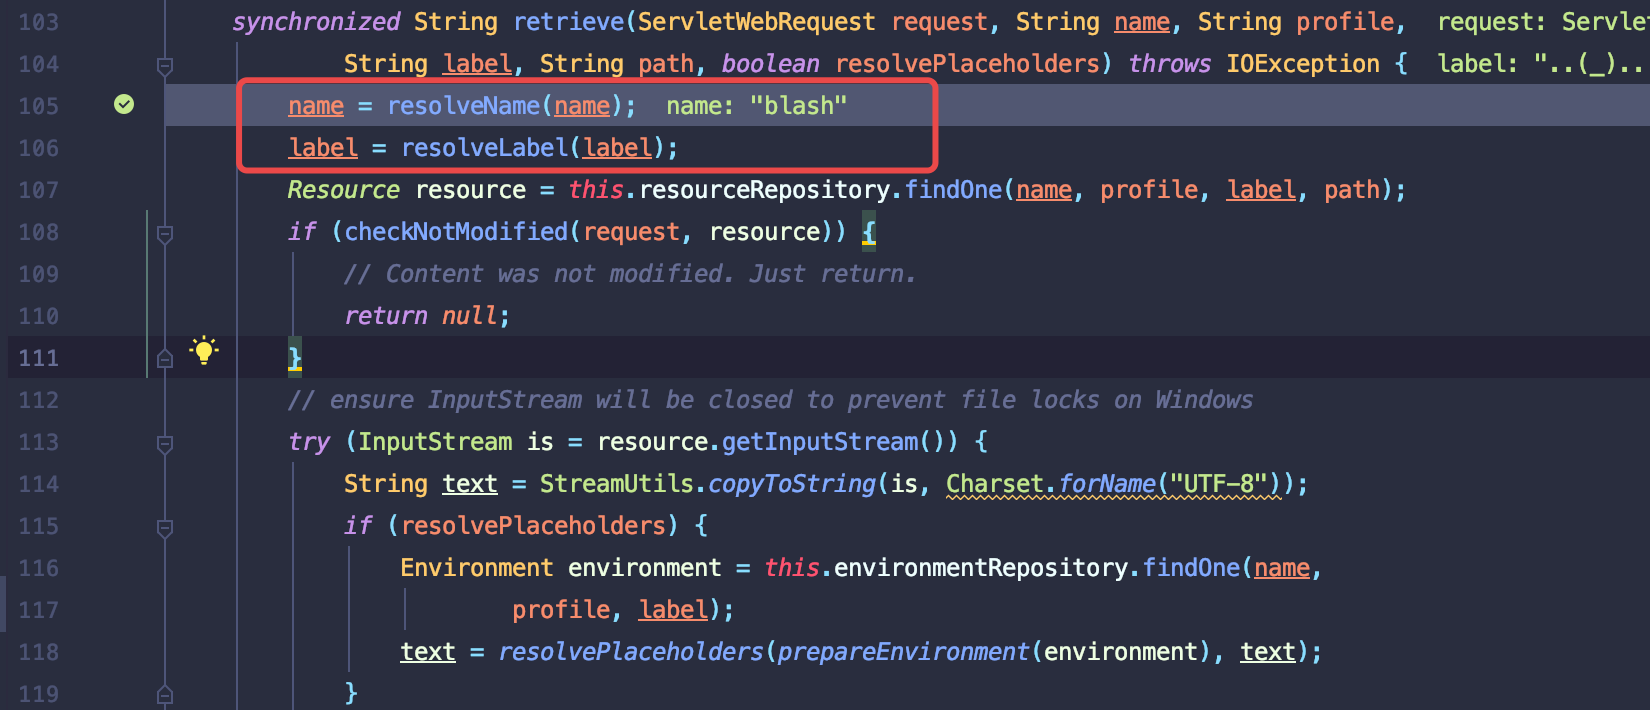 103 synchronized String retrieve(ServletWebRequest request, String name, String profile, request: Servlet
104 String label, String path, boolean resolvePlaceholders) throws IOException { label: "..(_)..
105 name = resolveName(name); name: "blash"
106 label = resolveLabel(label);
107 Resource resource = this.resourceRepository.findOne(name, profile, label, path);
108 if (checkNotModified(request, resource)) {
109 // Content was not modified. Just return.
110 return null;
111 }
112 // ensure InputStream will be closed to prevent file locks on Windows
113 try (InputStream is = resource.getInputStream()) {
114 String text = StreamUtils.copyToString(is, Charset.forName("UTF-8"));
115 if (resolvePlaceholders) {
116 Environment environment = this.environmentRepository.findOne(name,
117 profile, label);
118 text = resolvePlaceholders(prepareEnvironment(environment), text);
119 }